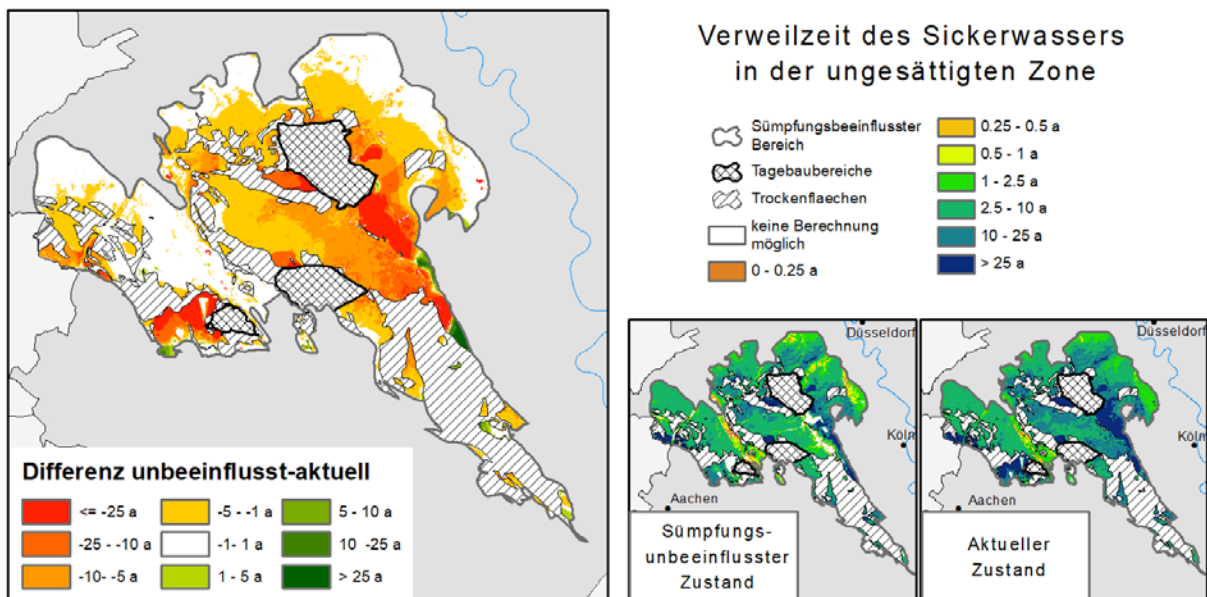 Verweilzeit des Sickerwassers
in der ungesättigten Zone
Sümpfungsbeeinflusster
Bereich
Tagebaubereiche
Trockenflaechen
keine Berechnung
möglich
0 - 0.25 a
0.25 - 0.5 a
0.5 - 1 a
1 - 2.5 a
2.5 - 10 a
10 - 25 a
> 25 a
Differenz unbeeinflusst-aktuell
<= -25 a
-25 - -10 a
-10- -5 a
-5 - -1 a
-1- 1 a
1 - 5 a
5 - 10 a
10 -25 a
> 25 a
Düsseldorf
Köln
Aachen
Sümpfungs-
unbeeinflusster
Zustand
Düsseldorf
Köln
Aachen
Aktueller
Zustand